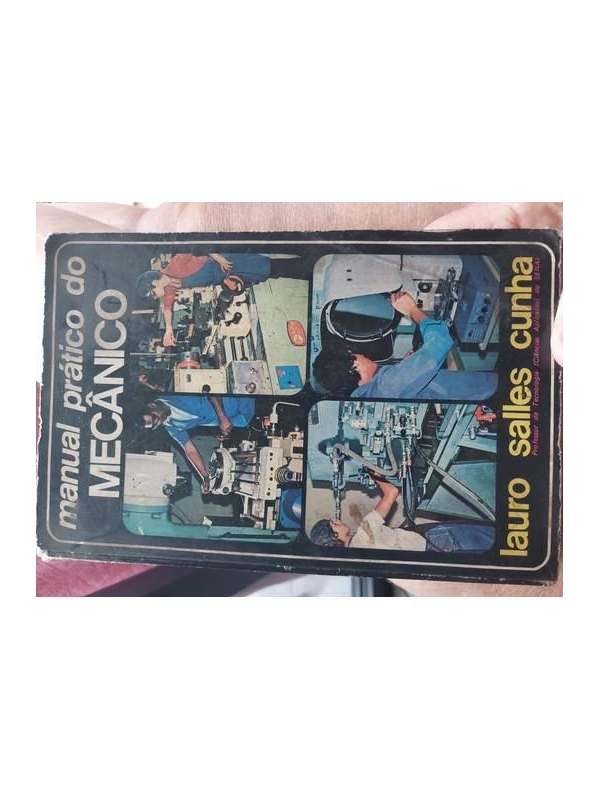 manual prático do
MECÂNICO
lauro salles cunha
Professor de Tecnologia (Ciências Aplicadas) do SENAI